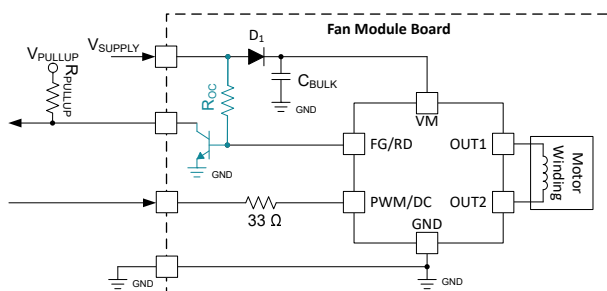 Fan Module Board
VPULLUP
VSUPPLY
D1
RPULLUP
ROC
CBULK
GND
VM
FG/RD
OUT1
Motor Winding
GND
PWM/DC
OUT2
33 Ω
GND
GND
GND